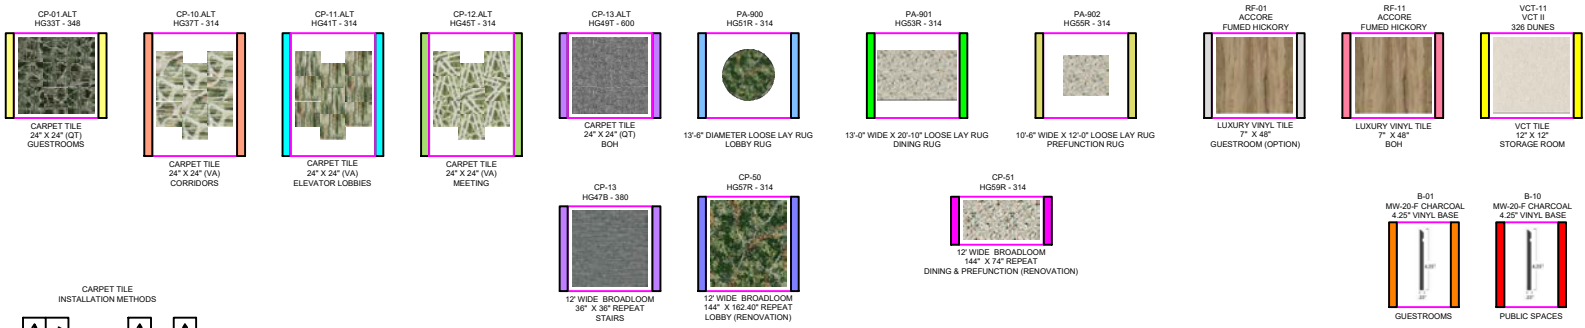 CP-01.ALT
HG33T - 348
CARPET TILE
24" X 24" (QT)
GUESTROOMS
CP-10.ALT
HG37T - 314
CARPET TILE
24" X 24" (VA)
CORRIDORS
CP-11.ALT
HG41T - 314
CARPET TILE
24" X 24" (VA)
ELEVATOR LOBBIES
CP-12.ALT
HG45T - 314
CARPET TILE
24" X 24" (VA)
MEETING
CP-13.ALT
HG49T - 600
CARPET TILE
24" X 24" (QT)
BOH
PA-900
HG51R - 314
13'-6" DIAMETER LOOSE LAY RUG
LOBBY RUG
PA-901
HG53R - 314
13'-0" WIDE X 20'-10" LOOSE LAY RUG
DINING RUG
PA-902
HG55R - 314
10'-6" WIDE X 12'-0" LOOSE LAY RUG
PREFUNCTION RUG
RF-01
ACCORE
FUMED HICKORY
LUXURY VINYL TILE
7" X 48"
GUESTROOM (OPTION)
RF-11
ACCORE
FUMED HICKORY
LUXURY VINYL TILE
7" X 48"
BOH
VCT-11
VCT II
326 DUNES
VCT TILE
12" X 12"
STORAGE ROOM
CP-13
HG47B - 380
12' WIDE BROADLOOM
36" X 36" REPEAT
STAIRS
CP-50
HG57R - 314
12' WIDE BROADLOOM
144" X 162.40" REPEAT
LOBBY (RENOVATION)
CP-51
HG59R - 314
12' WIDE BROADLOOM
144" X 74" REPEAT
DINING & PREFUNCTION (RENOVATION)
B-01
MW-20-F CHARCOAL
4.25" VINYL BASE
GUESTROOMS
B-10
MW-20-F CHARCOAL
4.25" VINYL BASE
PUBLIC SPACES
CARPET TILE
INSTALLATION METHODS